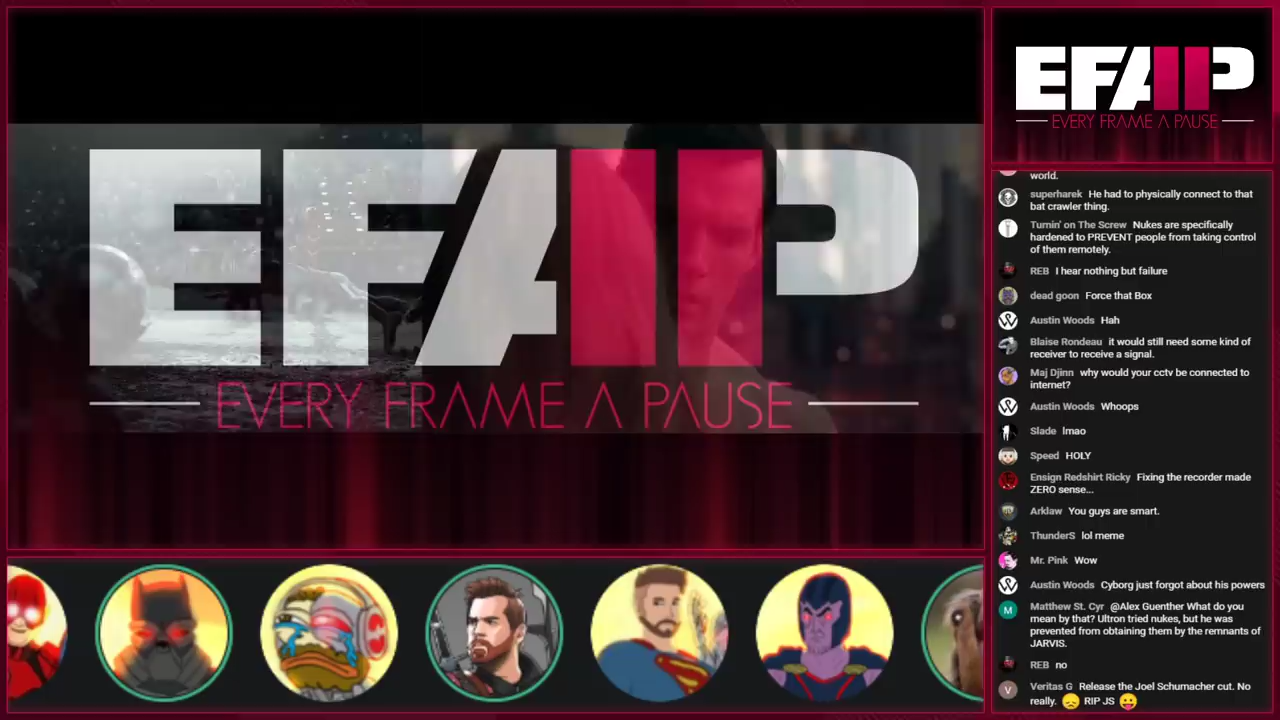 EFAP
EVERY FRAME A PAUSE
EFAP
EVERY FRAME A PAUSE
world.
superharek He had to physically connect to that
bat crawler thing.
Turnin' on The Screw Nukes are specifically
hardened to PREVENT people from taking control
of them remotely.
REB I hear nothing but failure
dead goon Force that Box
Austin Woods Hah
Blaise Rondeau it would still need some kind of
receiver to receive a signal.
Maj Djinn why would your cctv be connected to
internet?
Austin Woods Whoops
Slade lmao
Speed HOLY
Ensign Redshirt Ricky Fixing the recorder made
ZERO sense...
Arklaw You guys are smart.
ThunderS lol meme
Mr. Pink Wow
Austin Woods Cyborg just forgot about his powers
M
Matthew St. Cyr @Alex Guenther What do you
mean by that? Ultron tried nukes, but he was
prevented from obtaining them by the remnants of
JARVIS.
REB no
V
Veritas G Release the Joel Schumacher cut. No
really. 😞 RIP JS 😛